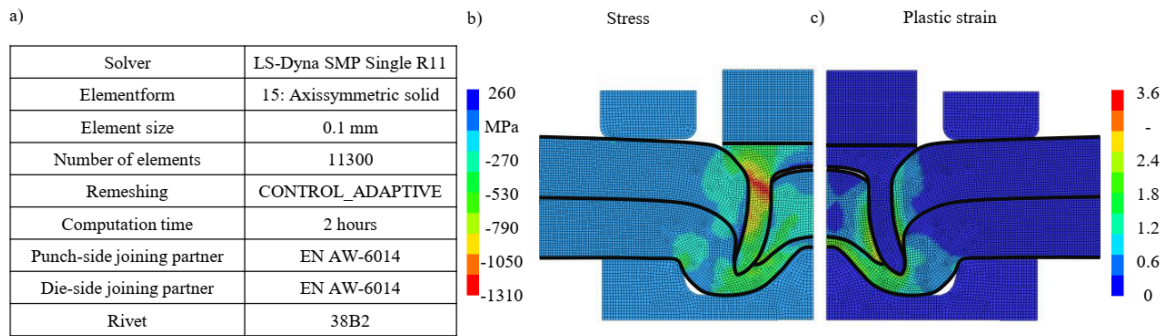 a)
Solver LS-Dyna SMP Single R11
Elementform 15: Axissymmetric solid
Element size 0.1 mm
Number of elements 11300
Remeshing CONTROL_ADAPTIVE
Computation time 2 hours
Punch-side joining partner EN AW-6014
Die-side joining partner EN AW-6014
Rivet 38B2
b) Stress
260
MPa
-270
-530
-790
-1050
-1310
c) Plastic strain
3.6
-
2.4
1.8
1.2
0.6
0